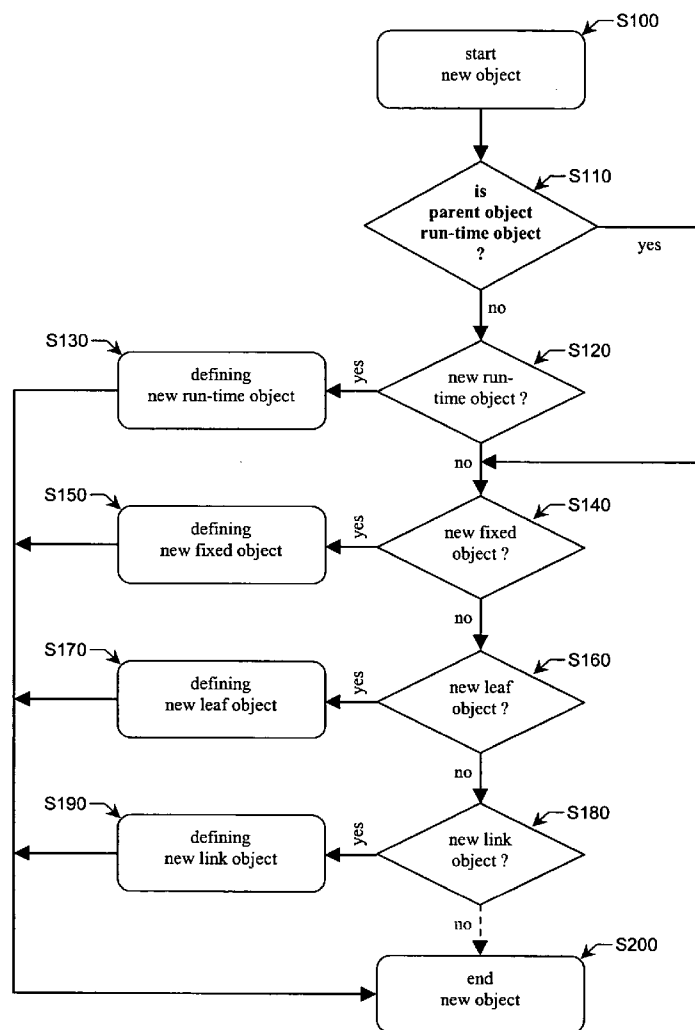 S100
start
new object
S110
is
parent object
run-time object
?
yes
no
S130
defining
new run-time object
yes
S120
new run-
time object ?
no
S150
defining
new fixed object
yes
S140
new fixed
object ?
no
S170
defining
new leaf object
yes
S160
new leaf
object ?
no
S190
defining
new link object
yes
S180
new link
object ?
no
S200
end
new object